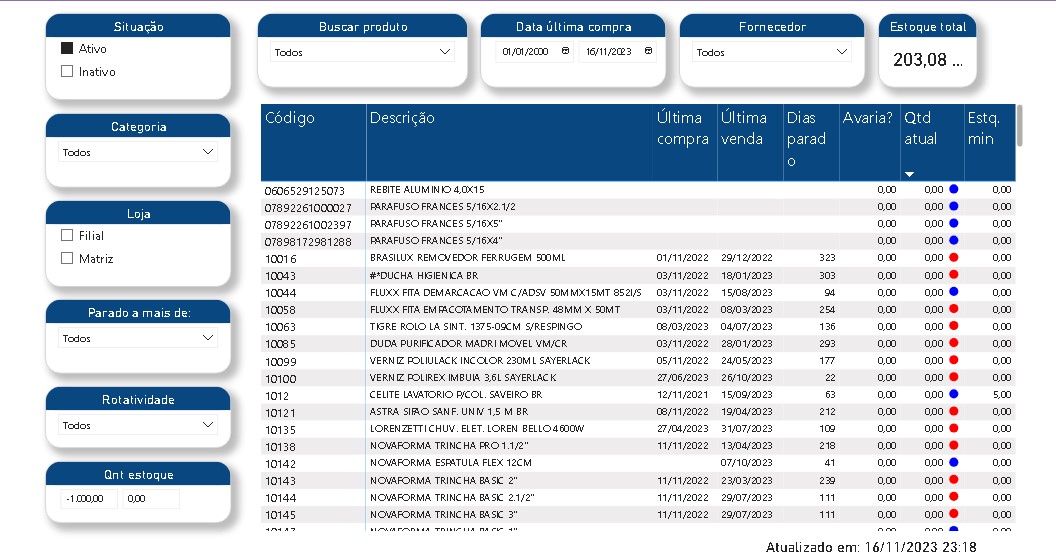 Situação
Ativo
Inativo
Buscar produto
Todos
Data última compra
01/01/2000 16/11/2023
Fornecedor
Todos
Estoque total
203,08 ...
Categoria
Todos
Loja
Filial
Matriz
Parado a mais de:
Todos
Rotatividade
Todos
Qnt estoque
-1.000,00 0,00
Código Descrição Última compra Última venda Dias parado Avaria? Qtd atual Estq. min
0606529125073 REBITE ALUMINIO 4,0X15 0,00 0,00 0,00
07892261000027 PARAFUSO FRANCES 5/16X2.1/2 0,00 0,00 0,00
07892261002397 PARAFUSO FRANCES 5/16X5" 0,00 0,00 0,00
07898172981288 PARAFUSO FRANCES 5/16X4" 0,00 0,00 0,00
10016 BRASILUX REMOVEDOR FERRUGEM 500ML 01/11/2022 29/12/2022 323 0,00 0,00 0,00
10043 #*DUCHA HIGIENICA BR 03/11/2022 18/01/2023 303 0,00 0,00 0,00
10044 FLUXX FITA DEMARCACAO VM C/ADSV 50MMX15MT 852I/S 03/11/2022 15/08/2023 94 0,00 0,00 0,00
10058 FLUXX FITA EMPACOTAMENTO TRANSP. 48MM X 50MT 03/11/2022 08/03/2023 254 0,00 0,00 0,00
10063 TIGRE ROLO LA SINT. 1375-09CM S/RESPINGO 08/03/2023 04/07/2023 136 0,00 0,00 0,00
10085 DUDA PURIFICADOR MADRI MOVEL VM/CR 03/11/2022 28/01/2023 293 0,00 0,00 0,00
10099 VERNIZ POLIULACK INCOLOR 230ML SAYERLACK 05/11/2022 24/05/2023 177 0,00 0,00 0,00
10100 VERNIZ POLIREX IMBUIA 3,6L SAYERLACK 27/06/2023 26/10/2023 22 0,00 0,00 0,00
1012 CELITE LAVATORIO P/COL. SAVEIRO BR 12/11/2021 15/09/2023 63 0,00 0,00 5,00
10121 ASTRA SIFAO SANF. UNIV 1,5 M BR 08/11/2022 19/04/2023 212 0,00 0,00 0,00
10135 LORENZETTI CHUV. ELET. LOREN BELLO 4600W 27/04/2023 31/07/2023 109 0,00 0,00 0,00
10138 NOVAFORMA TRINCHA PRO 1.1/2" 11/11/2022 13/04/2023 218 0,00 0,00 0,00
10142 NOVAFORMA ESPATULA FLEX 12CM 07/10/2023 41 0,00 0,00 0,00
10143 NOVAFORMA TRINCHA BASIC 2" 11/11/2022 23/03/2023 239 0,00 0,00 0,00
10144 NOVAFORMA TRINCHA BASIC 2.1/2" 11/11/2022 29/07/2023 111 0,00 0,00 0,00
10145 NOVAFORMA TRINCHA BASIC 3" 11/11/2022 29/07/2023 111 0,00 0,00 0,00
Atualizado em: 16/11/2023 23:18